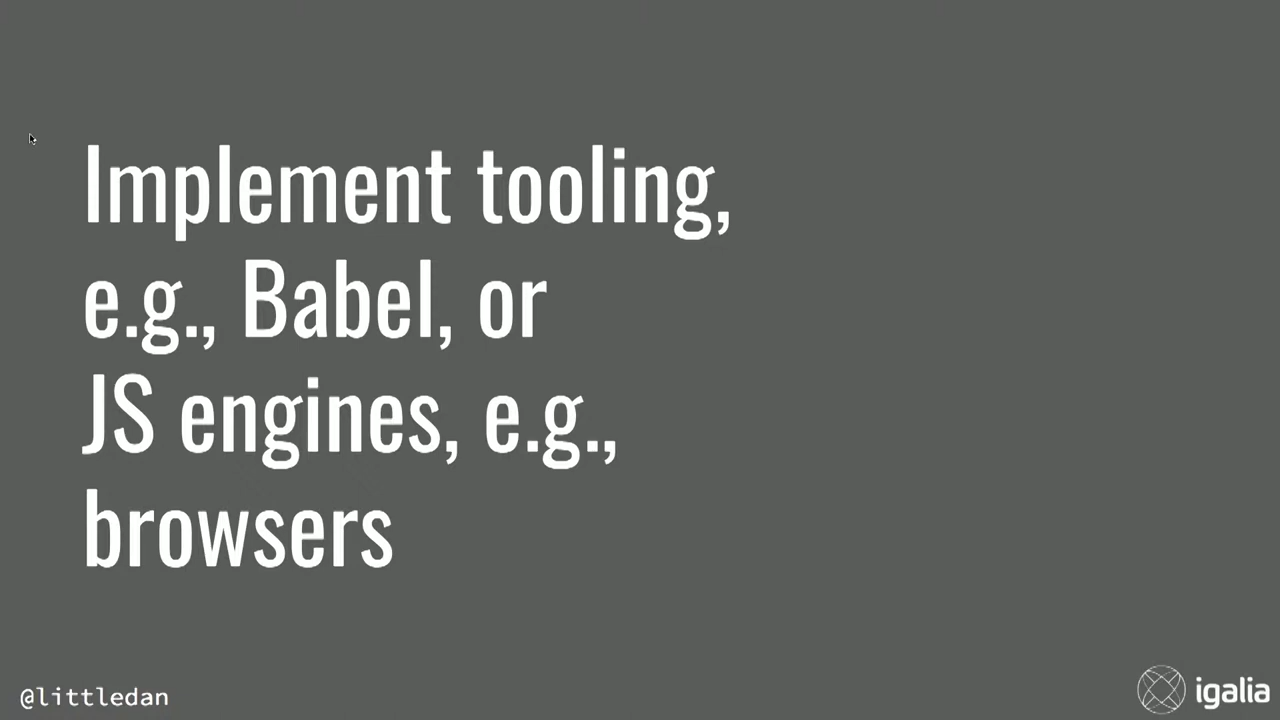 Implement tooling,
e.g., Babel, or
JS engines, e.g.,
browsers
@littledan
igalia